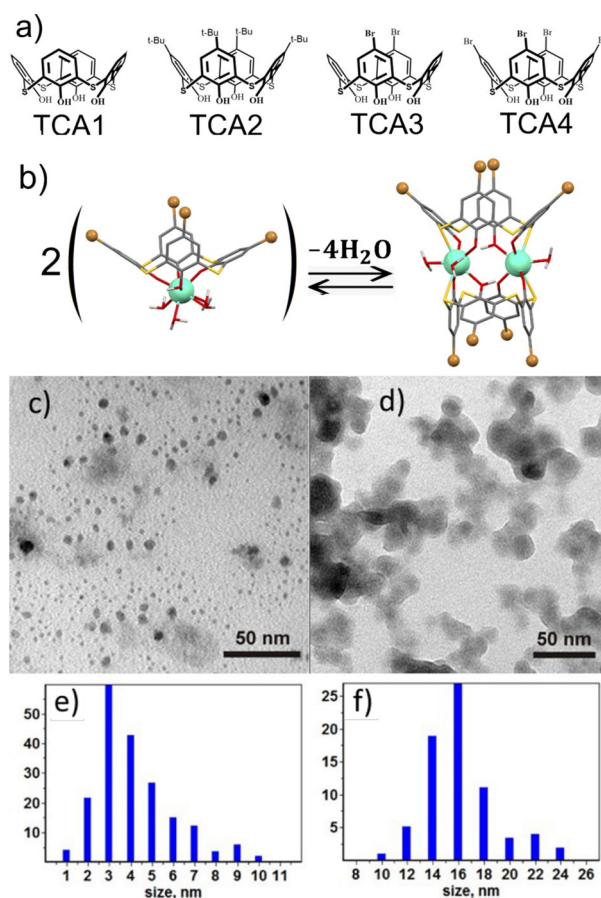 a)
t-Bu t-Bu t-Bu
Br Br
Br Br Br
S S S S
OH OH OH OH
S S S S
OH OH OH OH
S S S S
OH OH OH OH
S S S S
OH OH OH OH
TCA1 TCA2 TCA3 TCA4
b)
2
-4H₂O
c)
50 nm
d)
50 nm
e)
50
40
30
20
10
1 2 3 4 5 6 7 8 9 10 11
size, nm
f)
25
20
15
10
5
8 10 12 14 16 18 20 22 24 26
size, nm